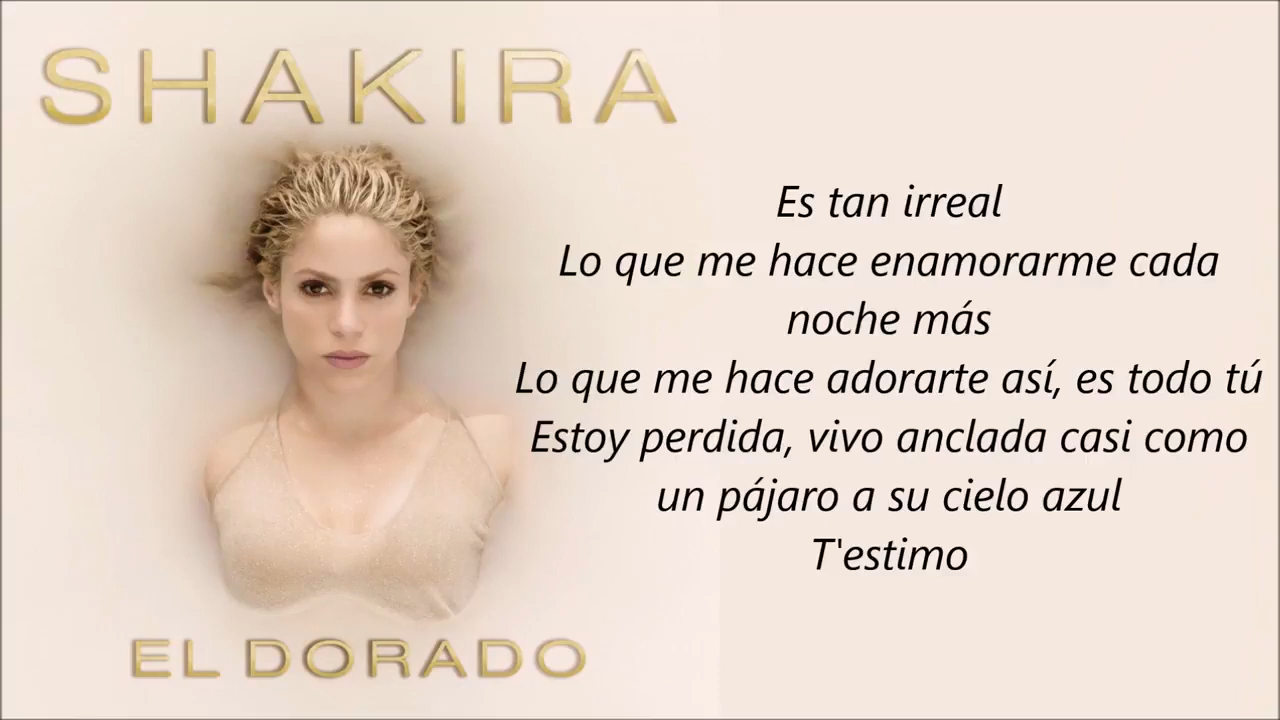 SHAKIRA
Es tan irreal
Lo que me hace enamorarme cada
noche más
Lo que me hace adorarte así, es todo tú
Estoy perdida, vivo anclada casi como
un pájaro a su cielo azul
T'estimo
EL DORADO